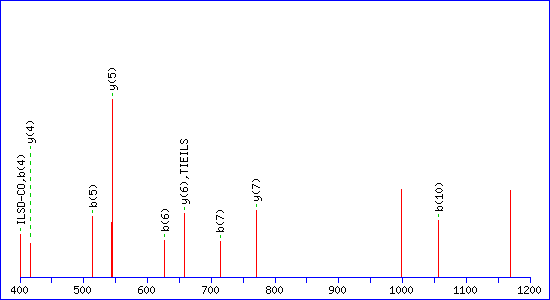 ILSD-CO,b(4)
y(4)
b(5)
y(5)
b(6)
y(6),TIEILS
b(7)
y(7)
b(10)
400 500 600 700 800 900 1000 1100 1200